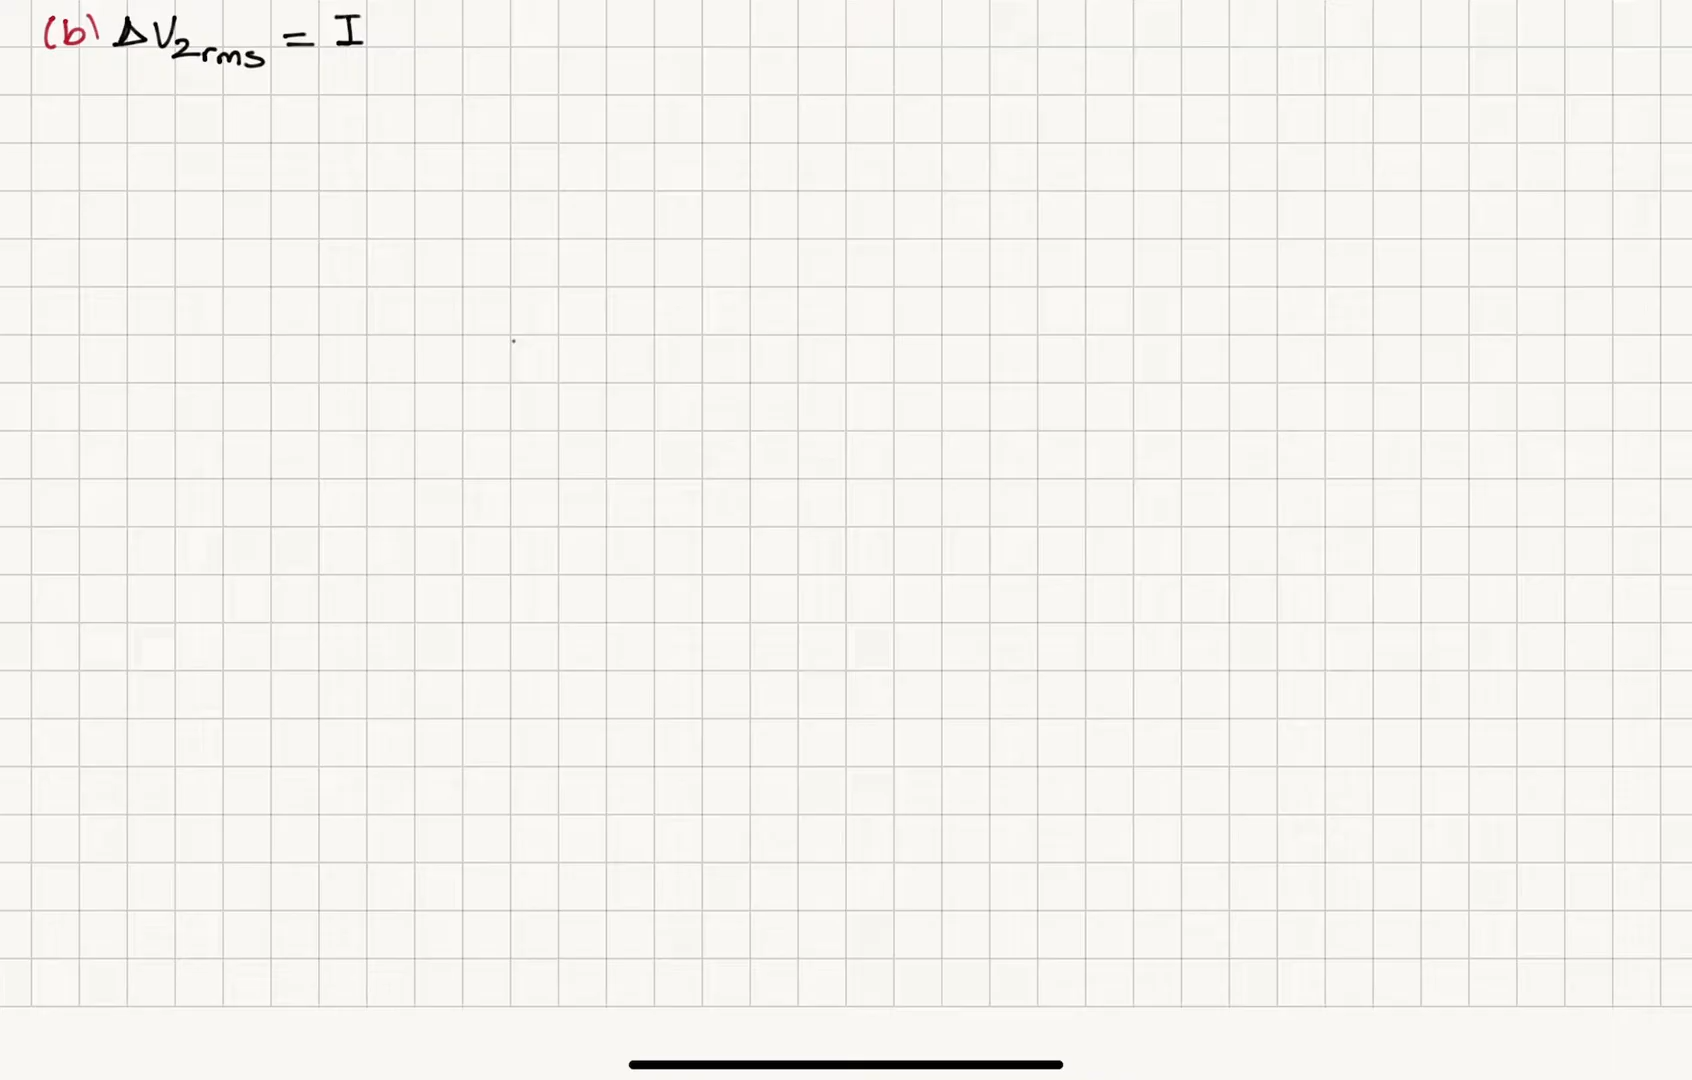 (b) ΔV₂rms = I